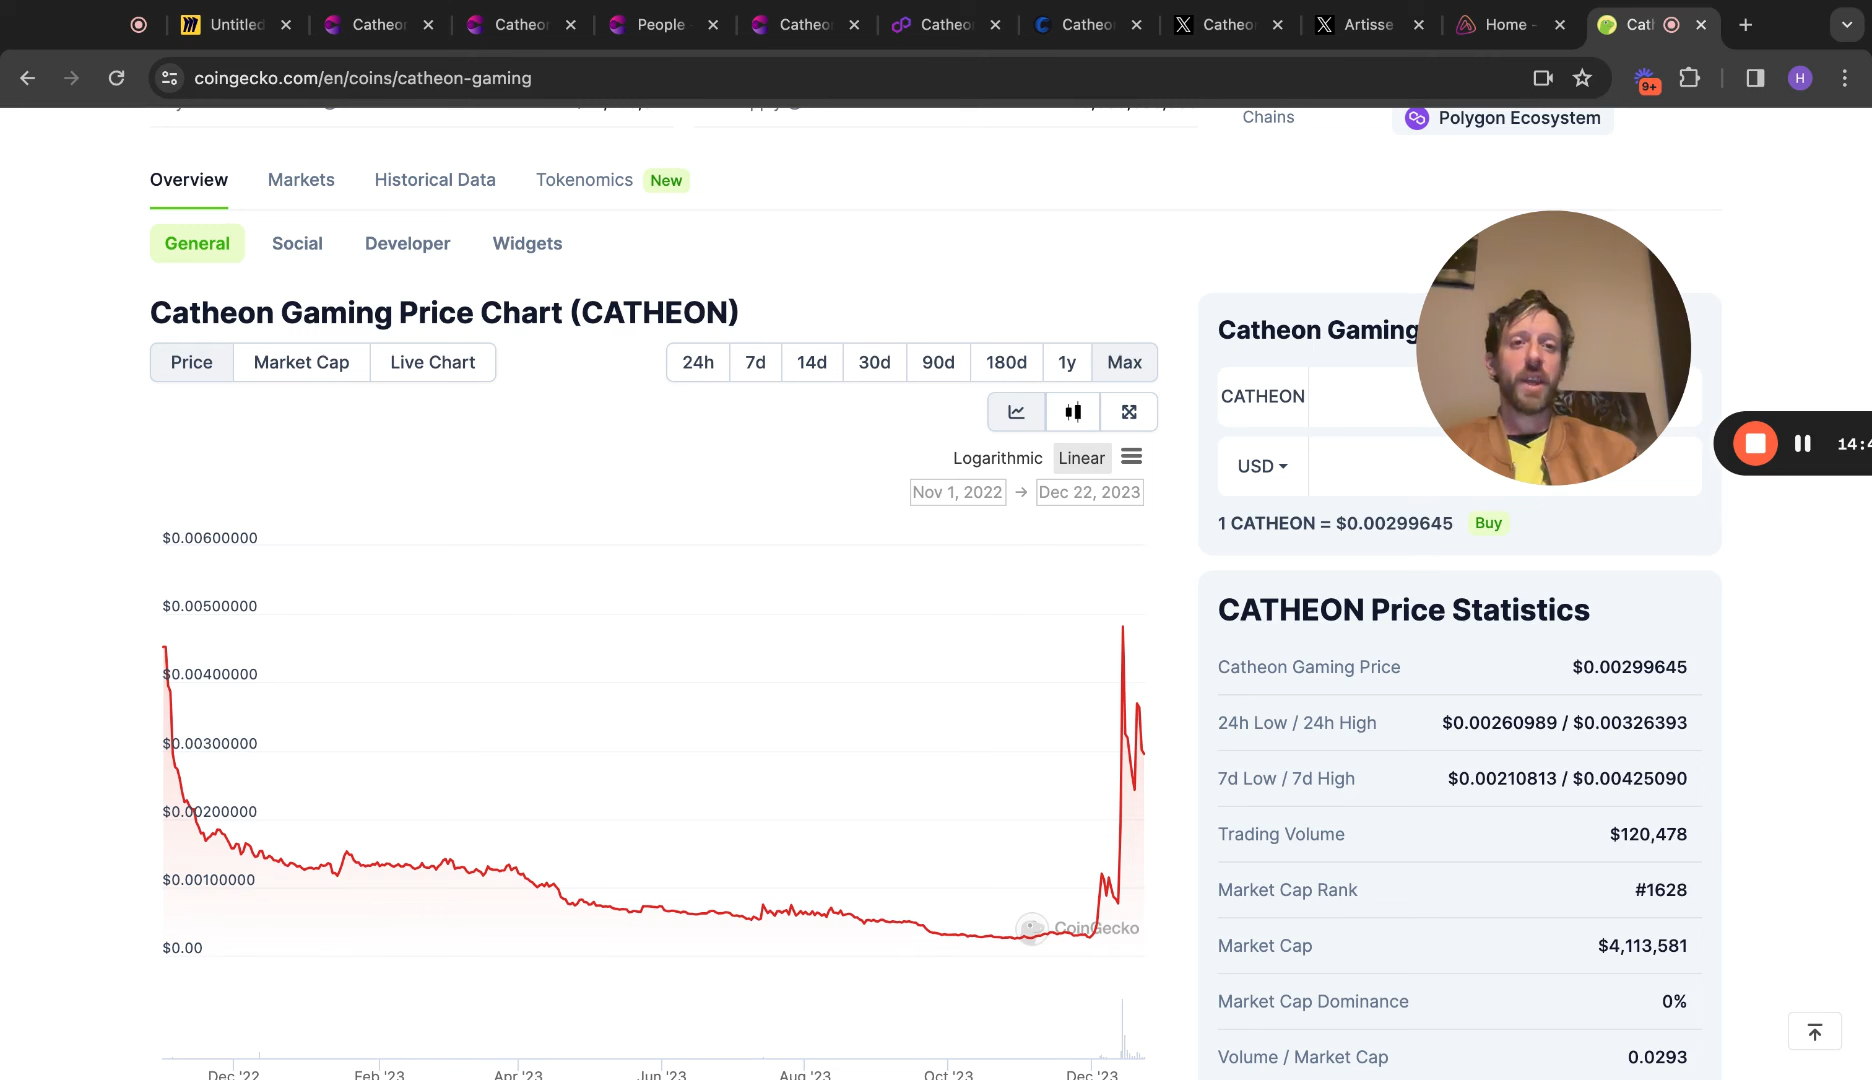 Untitled
Catheon
Catheon
People -
Catheon
Catheon
Catheon
Catheon
Artisse
Home -
Cath
coingecko.com/en/coins/catheon-gaming
9+
H
Chains
Polygon Ecosystem
Overview
Markets
Historical Data
Tokenomics
New
General
Social
Developer
Widgets
Catheon Gaming Price Chart (CATHEON)
Price
Market Cap
Live Chart
24h
7d
14d
30d
90d
180d
1y
Max
Logarithmic
Linear
Nov 1, 2022 → Dec 22, 2023
$0.00600000
$0.00500000
$0.00400000
$0.00300000
$0.00200000
$0.00100000
$0.00
CoinGecko
Dec '22
Feb '23
Apr '23
Jun '23
Aug '23
Oct '23
Dec '23
Catheon Gaming
CATHEON
USD
1 CATHEON = $0.00299645
Buy
14:4
CATHEON Price Statistics
Catheon Gaming Price
$0.00299645
24h Low / 24h High
$0.00260989 / $0.00326393
7d Low / 7d High
$0.00210813 / $0.00425090
Trading Volume
$120,478
Market Cap Rank
#1628
Market Cap
$4,113,581
Market Cap Dominance
0%
Volume / Market Cap
0.0293